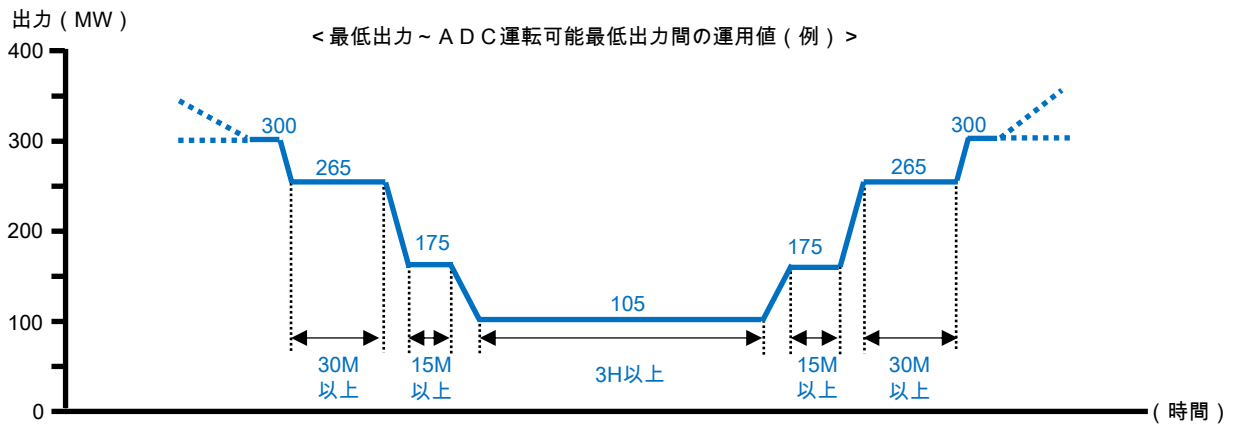 出力(MW)
<最低出力~ADC運転可能最低出力間の運用値(例)>
400
300
200
100
0
300
265
175
105
175
265
300
30M
以上
15M
以上
3H以上
15M
以上
30M
以上
(時間)